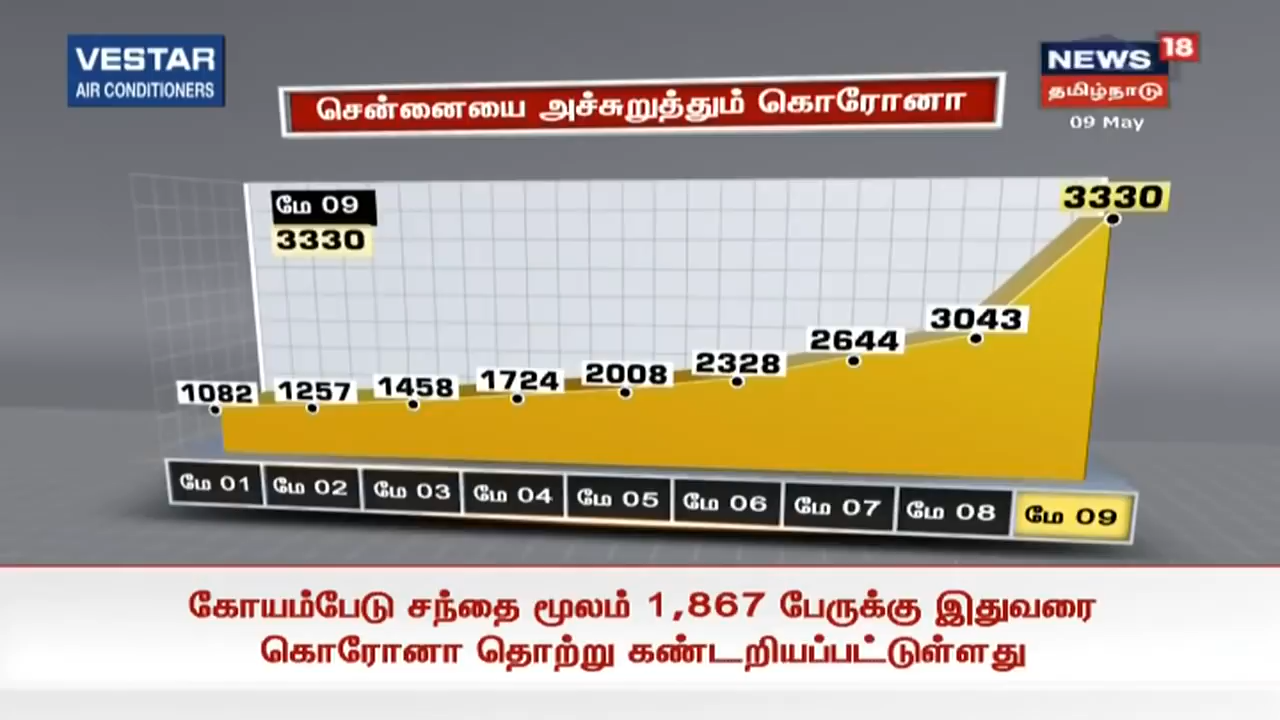 VESTAR
AIR CONDITIONERS
NEWS 18
தமிழ்நாடு
09 May
சென்னையை அச்சுறுத்தும் கொரோனா
மே 09
3330
1082 1257 1458 1724 2008 2328 2644 3043 3330
மே 01 மே 02 மே 03 மே 04 மே 05 மே 06 மே 07 மே 08 மே 09
கோயம்பேடு சந்தை மூலம் 1,867 பேருக்கு இதுவரை
கொரோனா தொற்று கண்டறியப்பட்டுள்ளது